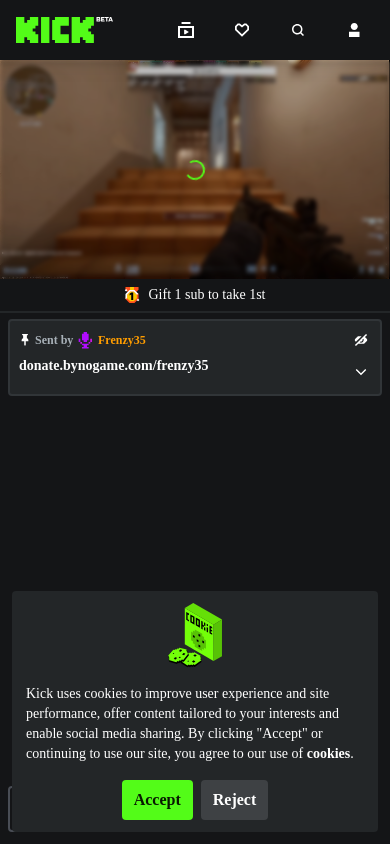 KICK BETA
Gift 1 sub to take 1st
Sent by Frenzy35
donate.bynogame.com/frenzy35
COOKIE
Kick uses cookies to improve user experience and site
performance, offer content tailored to your interests and
enable social media sharing. By clicking "Accept" or
continuing to use our site, you agree to our use of cookies.
Accept Reject